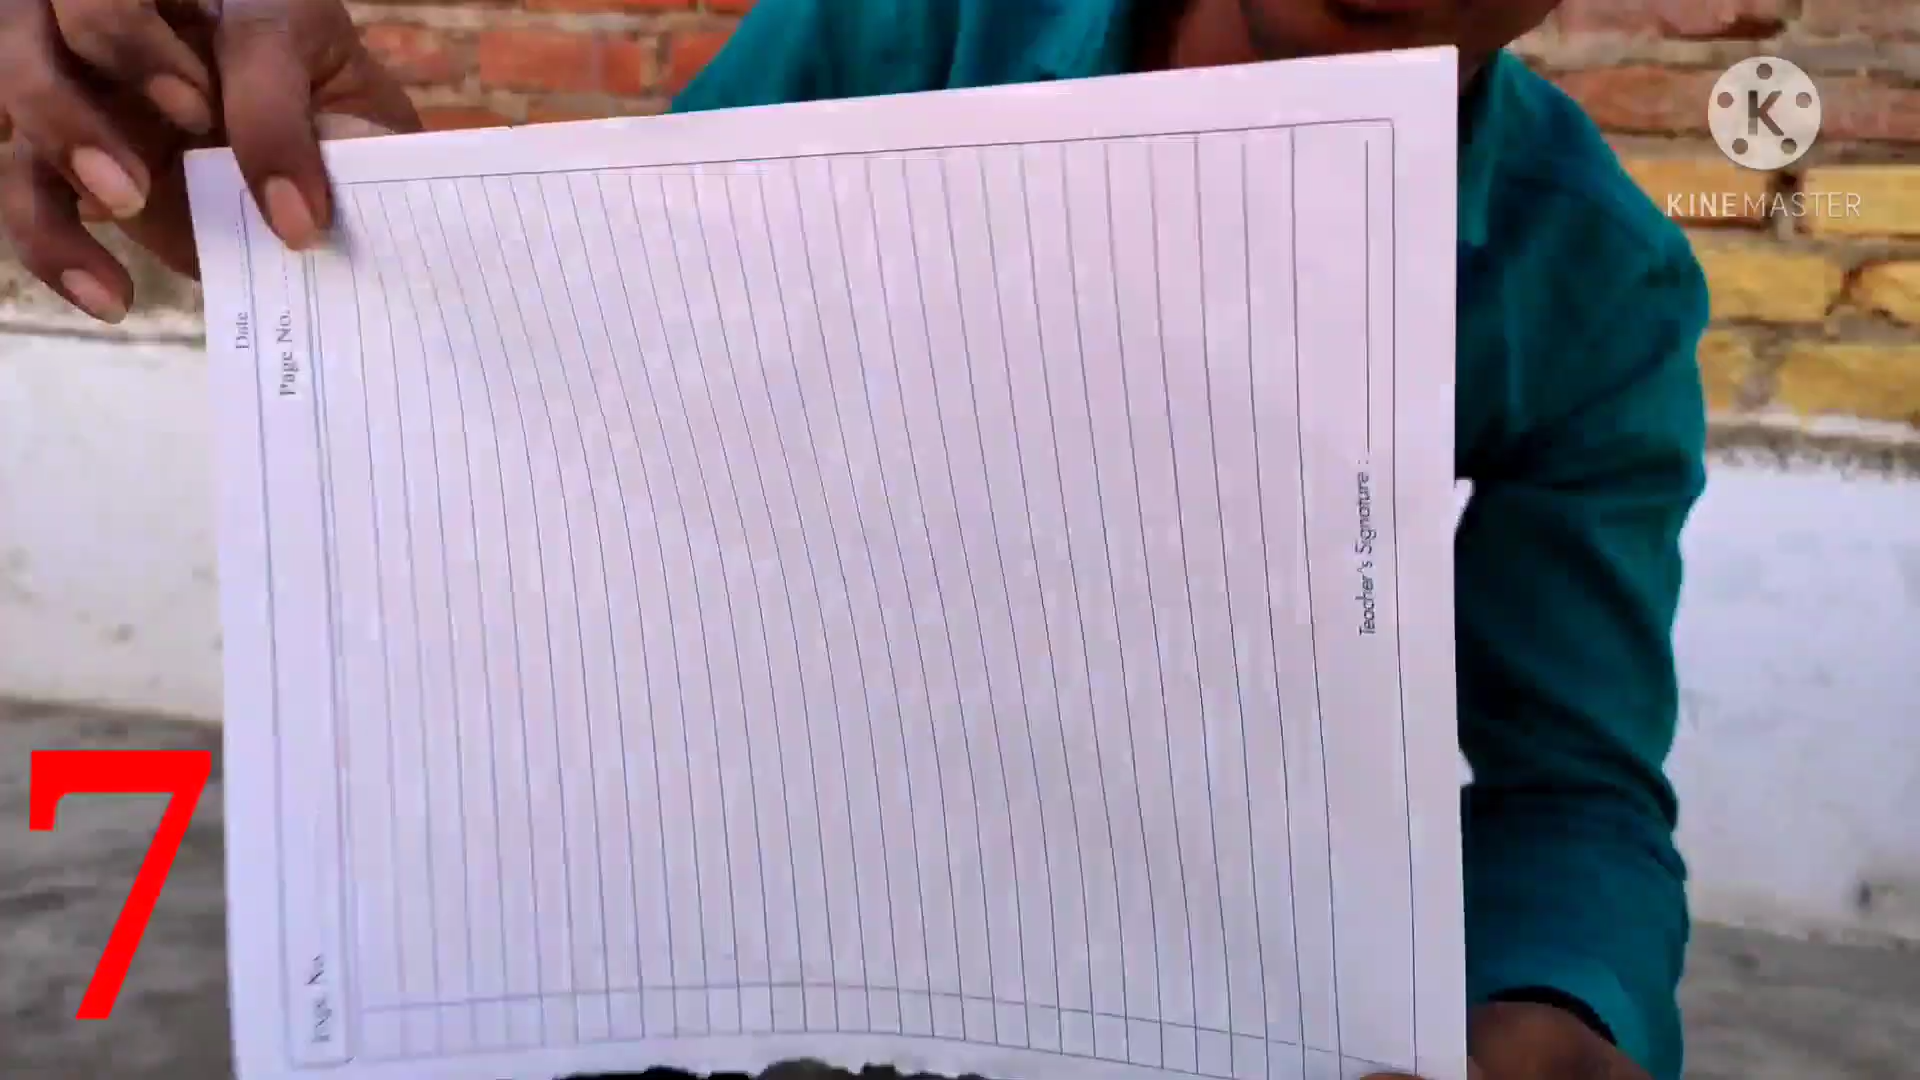 Date
Page No.
Page No.
Teacher's Signature :
K
KINEMASTER
7